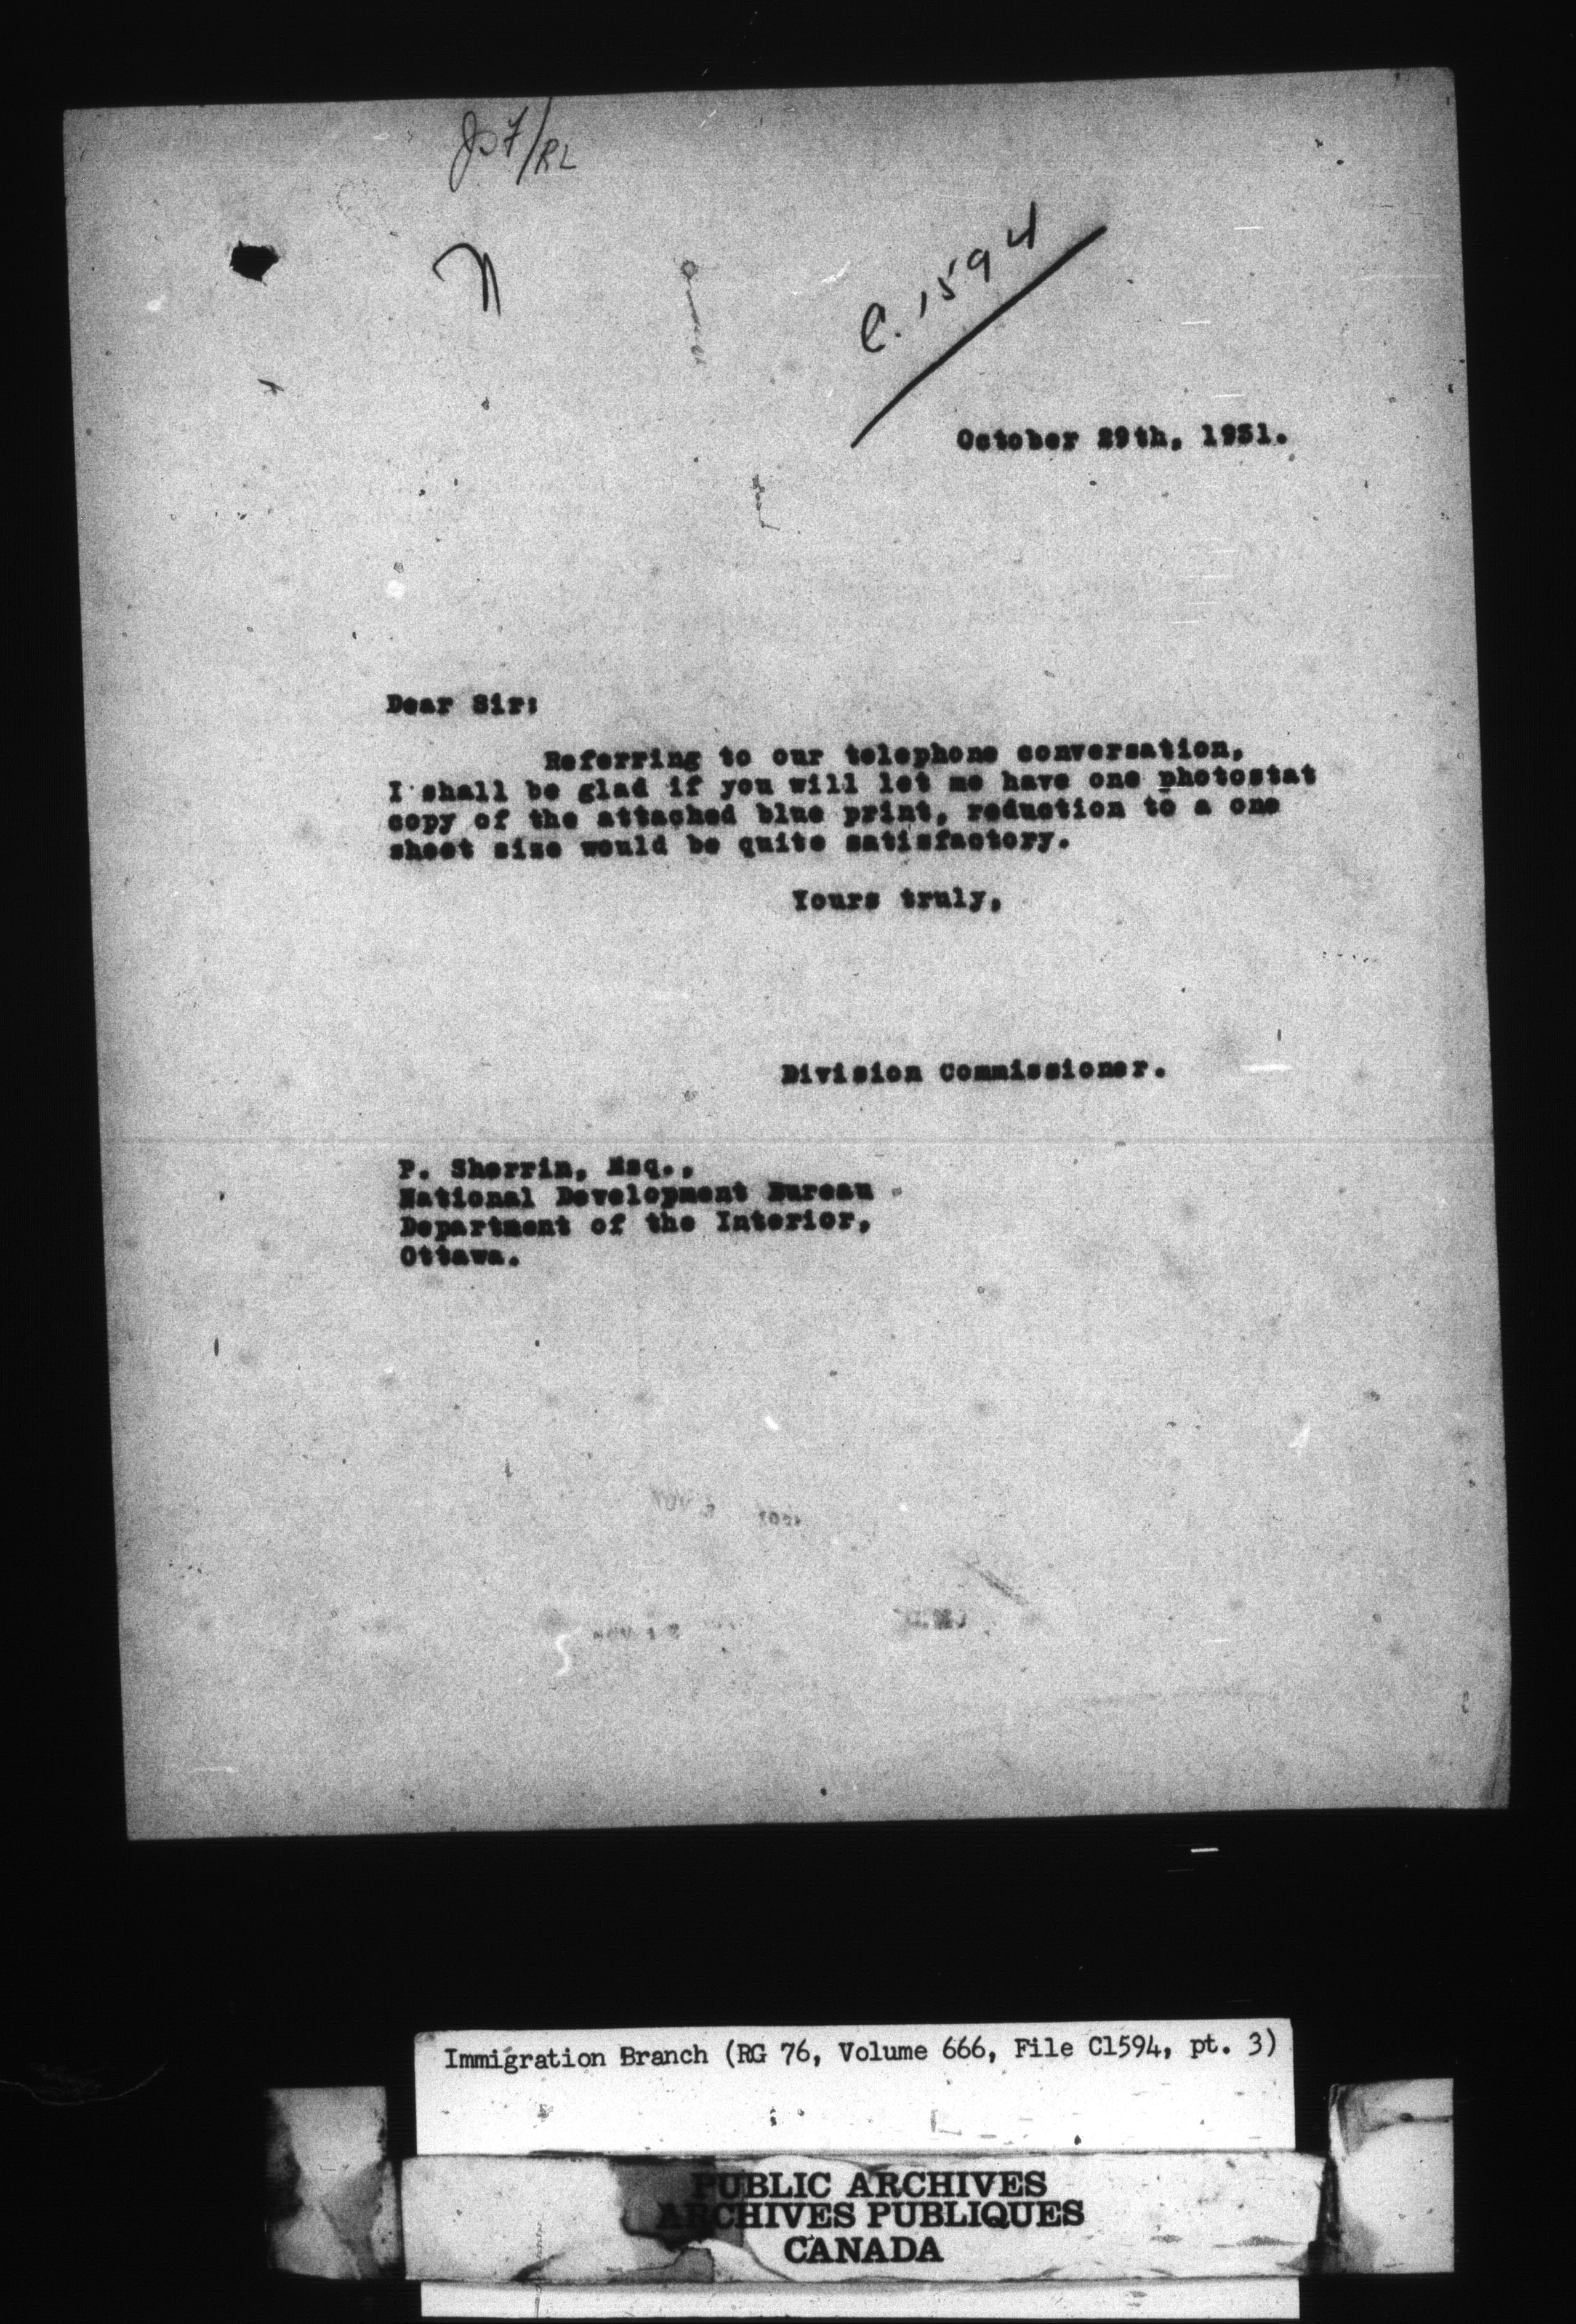 C. 1594
October 29th, 1931.
Dear Sir:
Referring to our telephone conversation,
I shall be glad if you will let me have one photostat
copy of the attached blue print, reduction to a one
sheet size would be quite satisfactory.
Yours truly,
Division Commissioner.
P. Sherrin, Esq.,
National Development Bureau
Department of the Interior,
Ottawa.
Immigration Branch (RG 76, Volume 666, File C1594, pt. 3)
PUBLIC ARCHIVES
ARCHIVES PUBLIQUES
CANADA